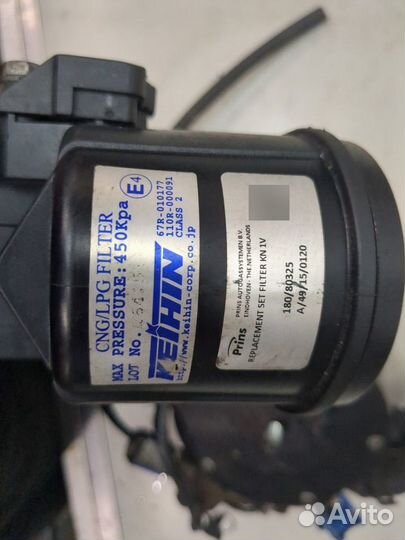 CNG/LPG FILTER
MAX PRESSURE:450Kpa
LOT No.
E4
67R-010177
110R-000091
CLASS 2
KEIHIN
http://www.keihin-corp.co.jp
Prins
PRINS AUTOGASSYSTEMEN B.V.
EINDHOVEN - THE NETHERLANDS
REPLACEMENT SET FILTER KN 1V
180/80325
A/49/15/0120
Avito